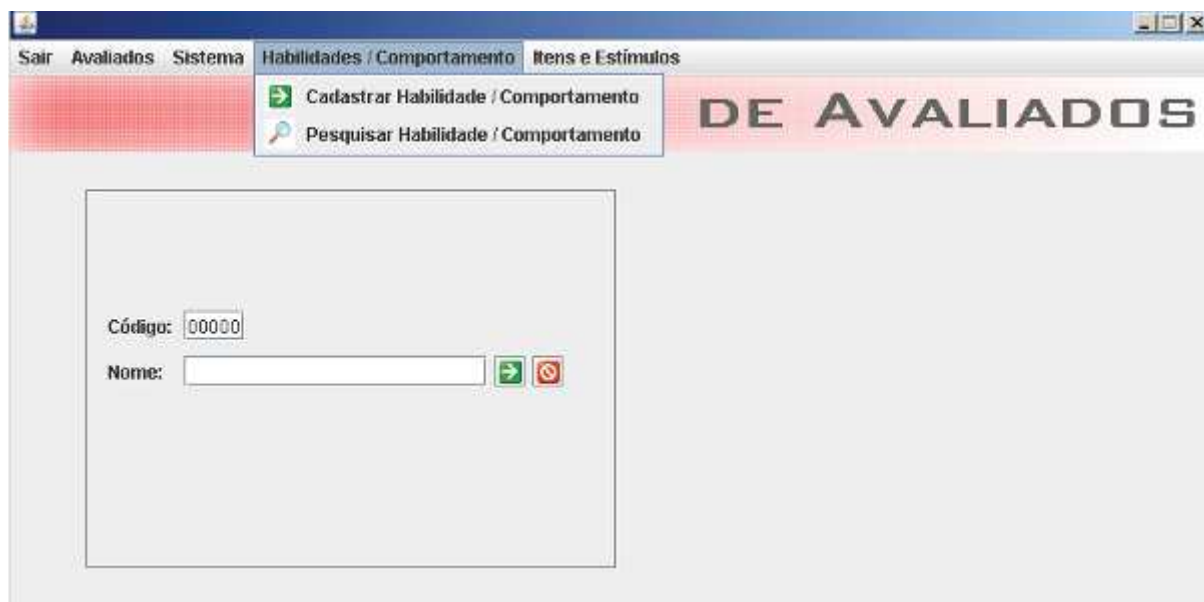 Sair Avaliados Sistema Habilidades / Comportamento Itens e Estímulos
Cadastrar Habilidade / Comportamento
Pesquisar Habilidade / Comportamento
DE AVALIADOS
Código: 00000
Nome: